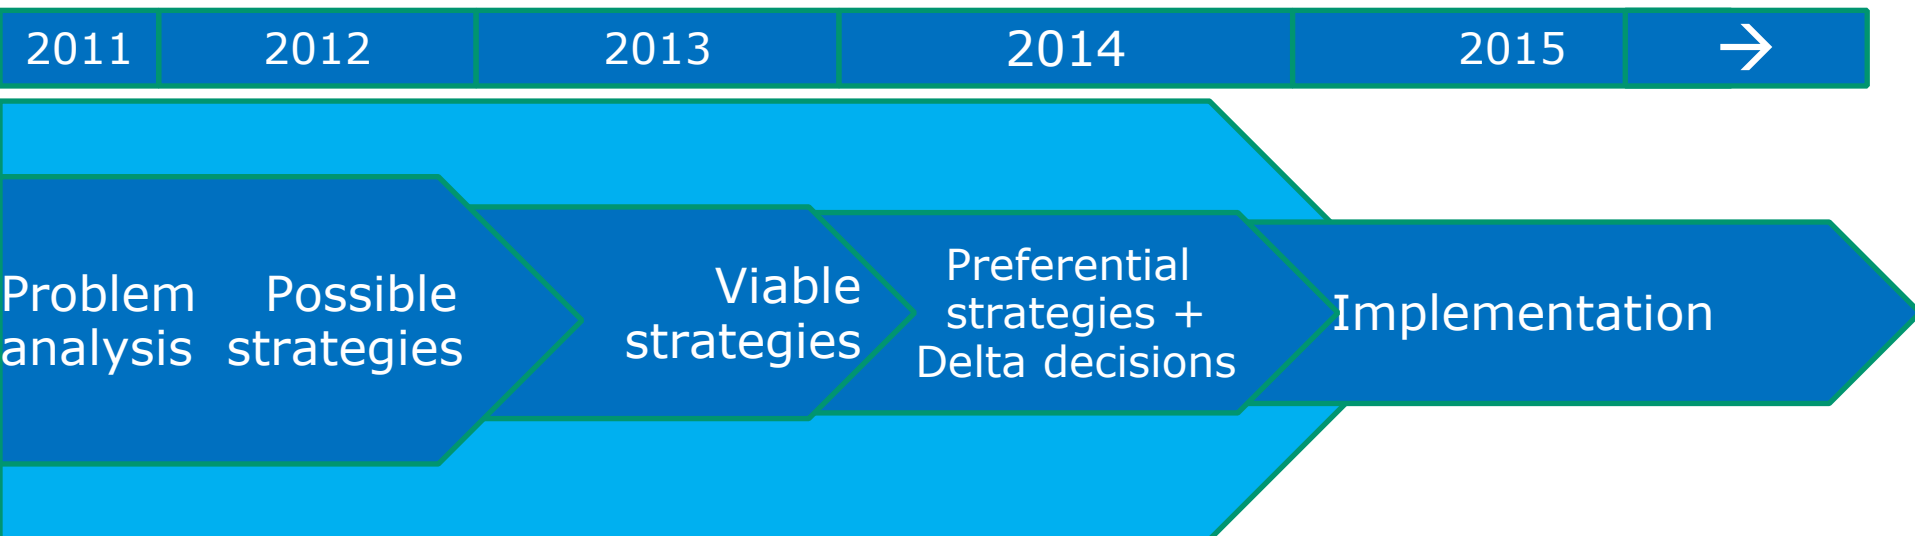 2011 2012 2013 2014 2015 →
Problem
analysis
Possible
strategies
Viable
strategies
Preferential
strategies +
Delta decisions
Implementation